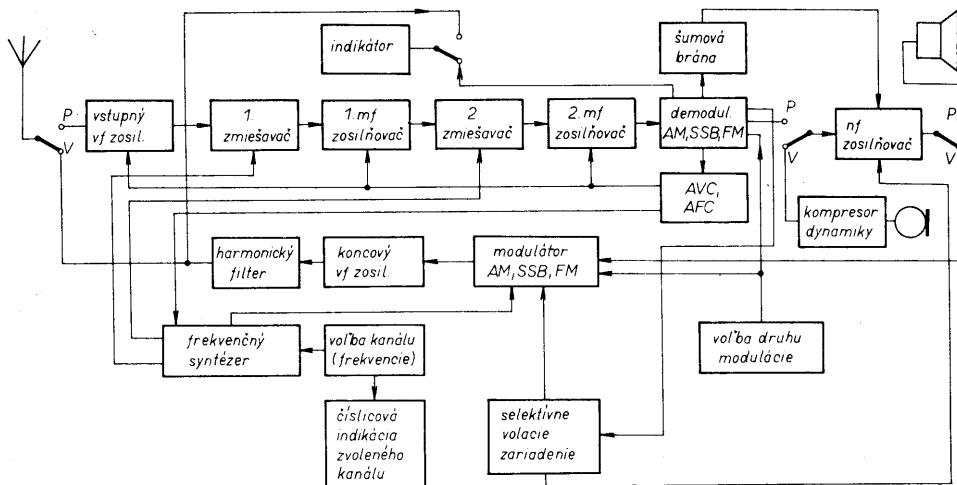 indikátor
šumová
brána
P
V
vstupný
vf zosil.
1.
zmiešavač
1. mf
zosilňovač
2.
zmiešavač
2. mf
zosilňovač
demodul.
AM, SSB, FM
P
V
nf
zosilňovač
P
V
AVC,
AFC
kompresor
dynamiky
harmonický
filter
koncový
vf zosil.
modulátor
AM, SSB, FM
frekvenčný
syntézer
voľba kanálu
(frekvencie)
voľba druhu
modulácie
číslicová
indikácia
zvoleného
kanálu
selektívne
volacie
zariadenie